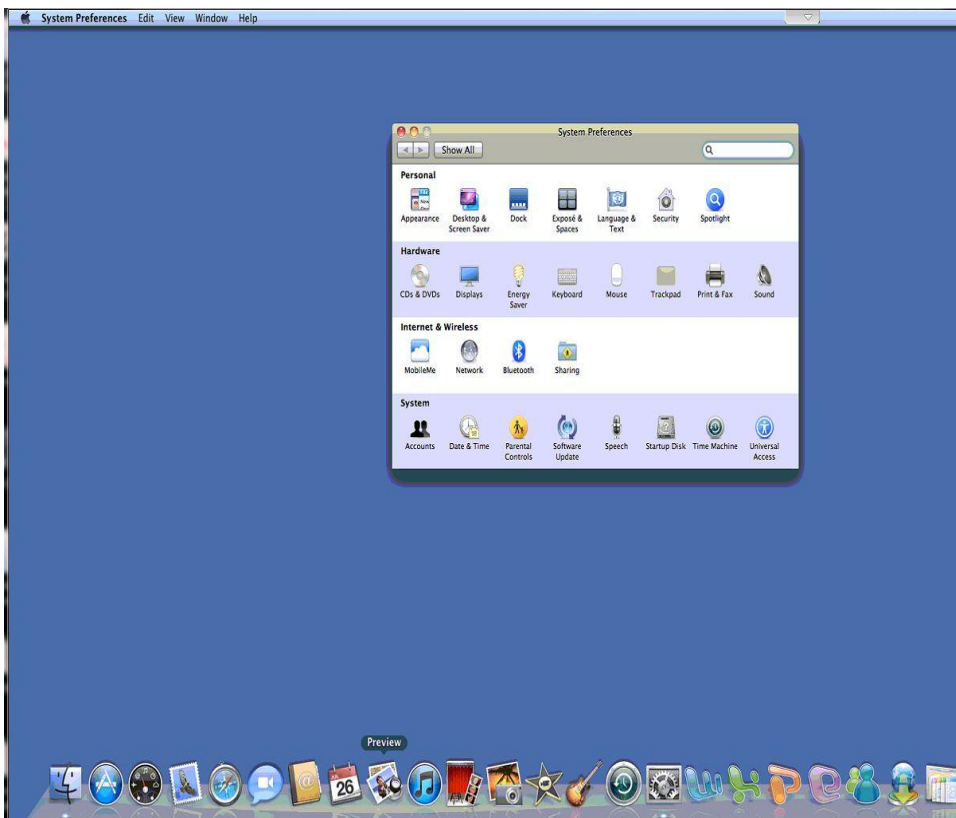 System Preferences Edit View Window Help
System Preferences
Show All
Personal
Appearance Desktop & Screen Saver Dock Exposé & Spaces Language & Text Security Spotlight
Hardware
CDs & DVDs Displays Energy Saver Keyboard Mouse Trackpad Print & Fax Sound
Internet & Wireless
MobileMe Network Bluetooth Sharing
System
Accounts Date & Time Parental Controls Software Update Speech Startup Disk Time Machine Universal Access
Preview
26